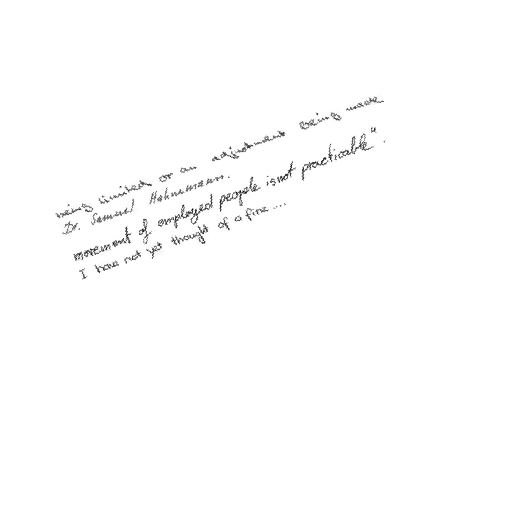 being limited or an adjustment being made
Dr. Samuel Hahnemann.
movement of employed people is not practicable.
I have not yet thought of a fine ...